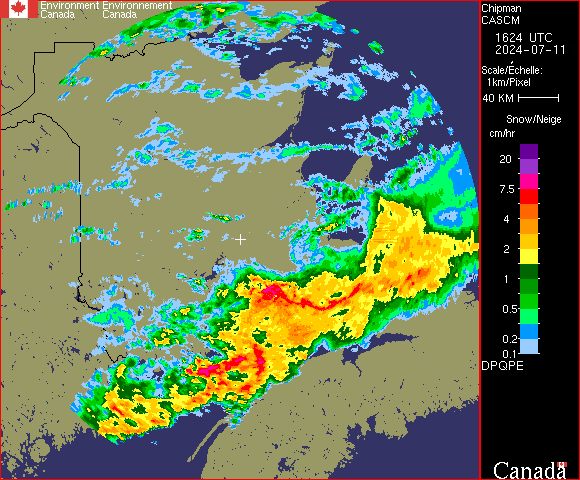 Environment Environnement
Canada Canada
Chipman
CASCM
1624 UTC
2024-07-11
Scale/Échelle:
1km/Pixel
40 KM
Snow/Neige
cm/hr
20
7.5
4
2
1
0.5
0.2
0.1
DPQPE
Canada